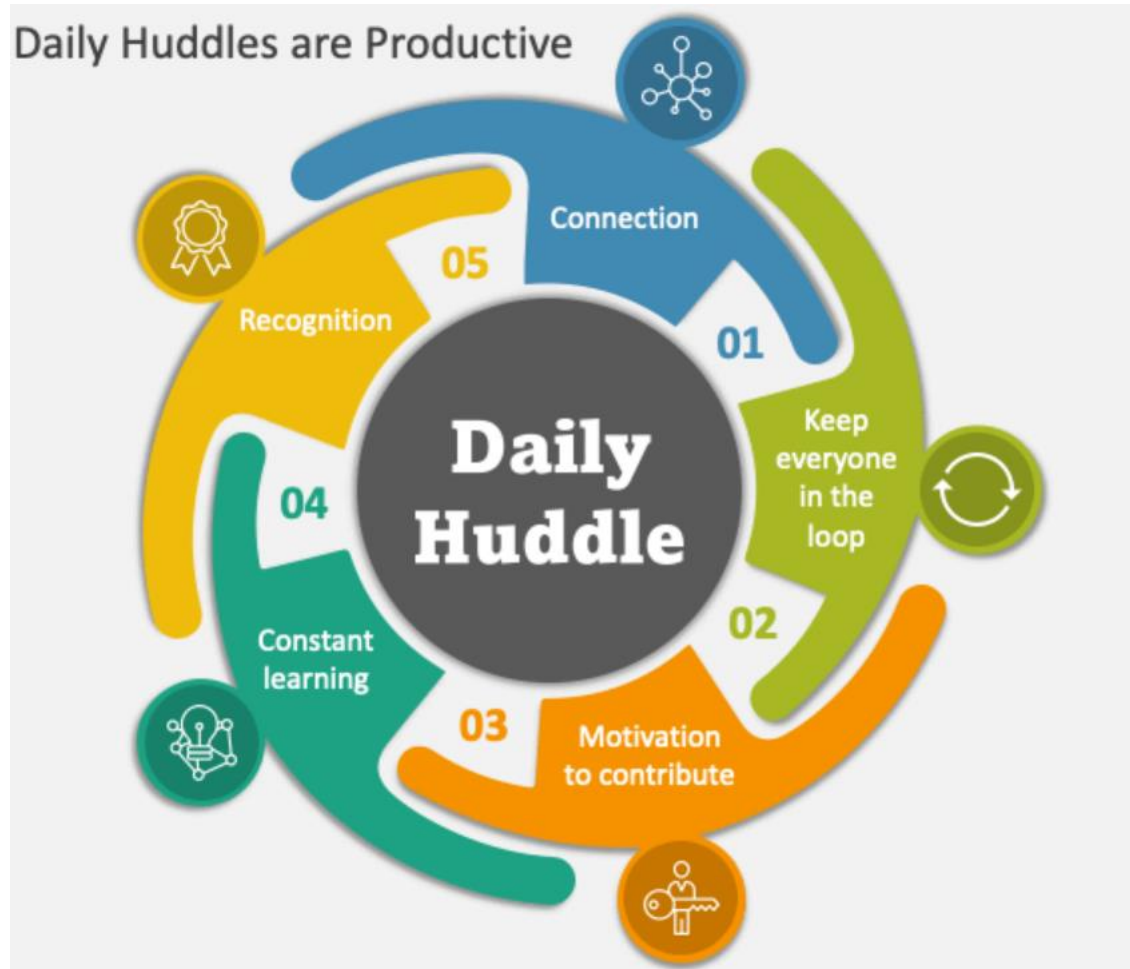 Daily Huddles are Productive
Connection
01
Keep
everyone
in the
loop
02
Motivation
to contribute
03
Constant
learning
04
Recognition
05
Daily
Huddle